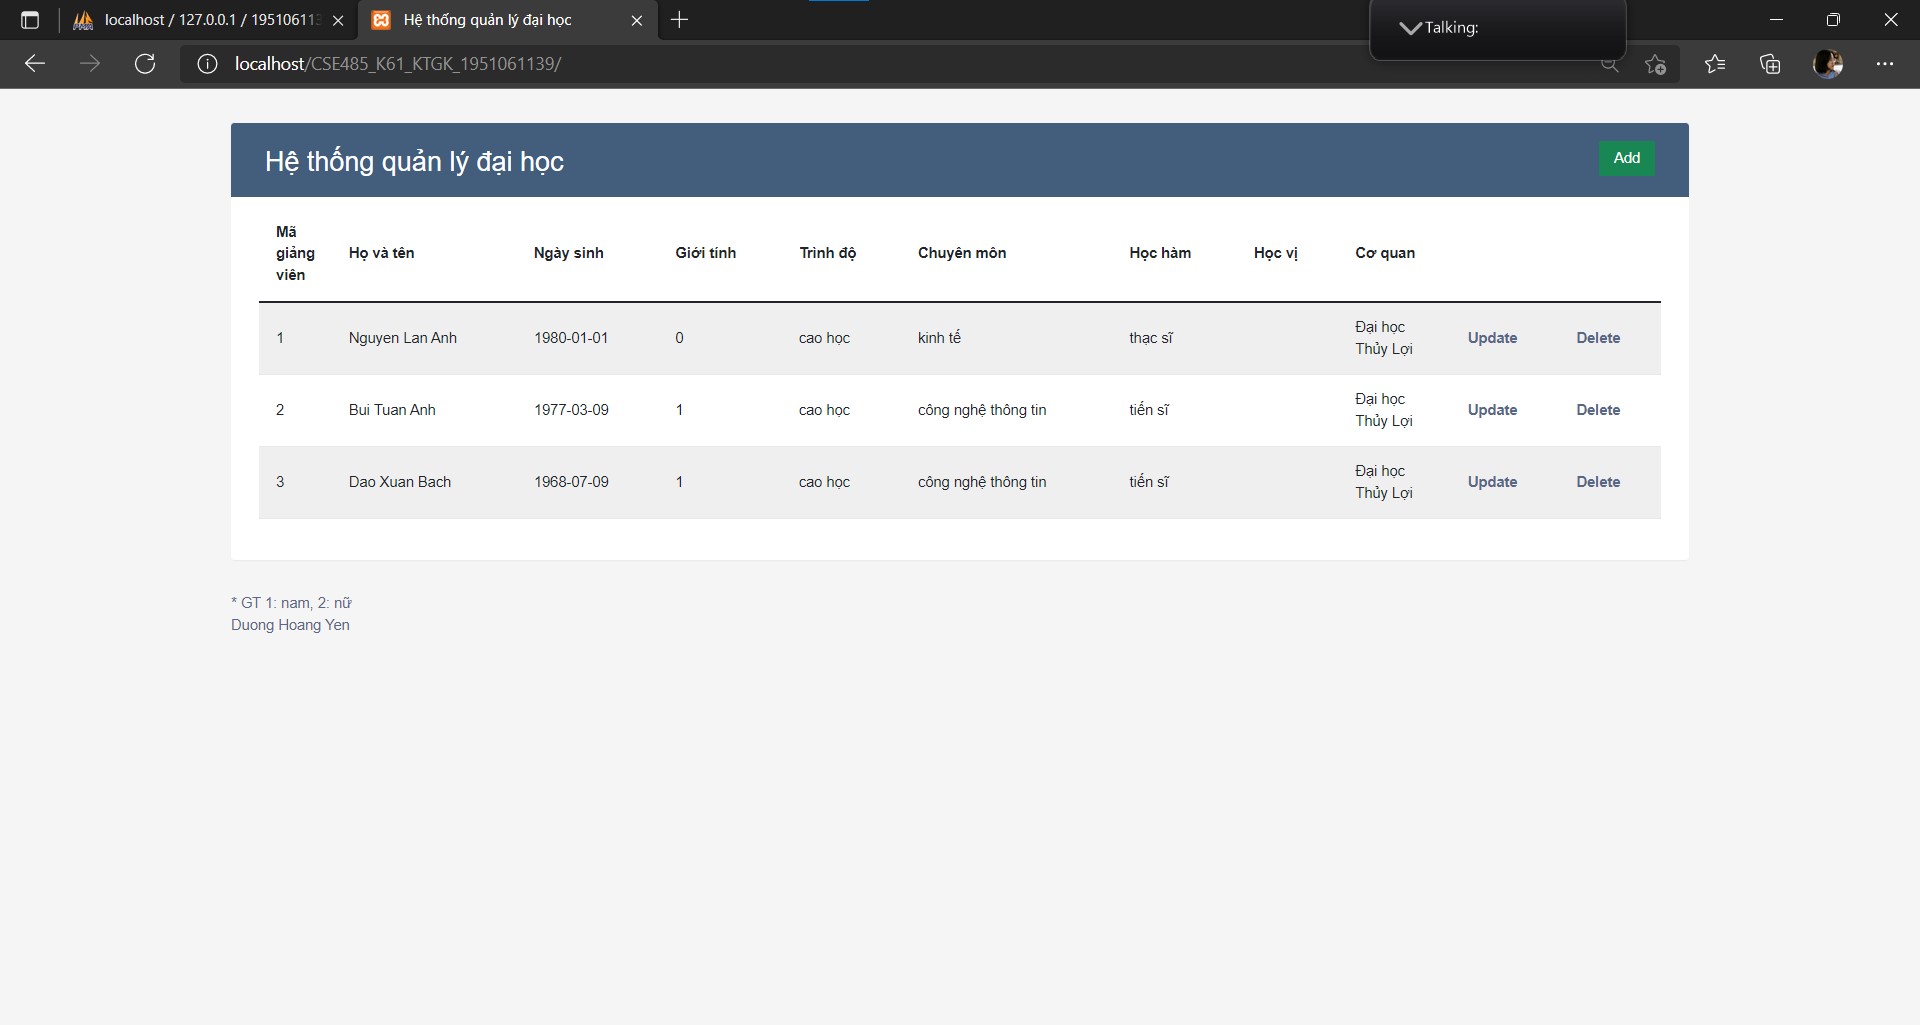 localhost / 127.0.0.1 / 19510611
Hệ thống quản lý đại học
Talking:
localhost/CSE485_K61_KTGK_1951061139/
Hệ thống quản lý đại học
Add
Mã giảng viên Họ và tên Ngày sinh Giới tính Trình độ Chuyên môn Học hàm Học vị Cơ quan
1 Nguyen Lan Anh 1980-01-01 0 cao học kinh tế thạc sĩ Đại học Thủy Lợi Update Delete
2 Bui Tuan Anh 1977-03-09 1 cao học công nghệ thông tin tiến sĩ Đại học Thủy Lợi Update Delete
3 Dao Xuan Bach 1968-07-09 1 cao học công nghệ thông tin tiến sĩ Đại học Thủy Lợi Update Delete
* GT 1: nam, 2: nữ
Duong Hoang Yen